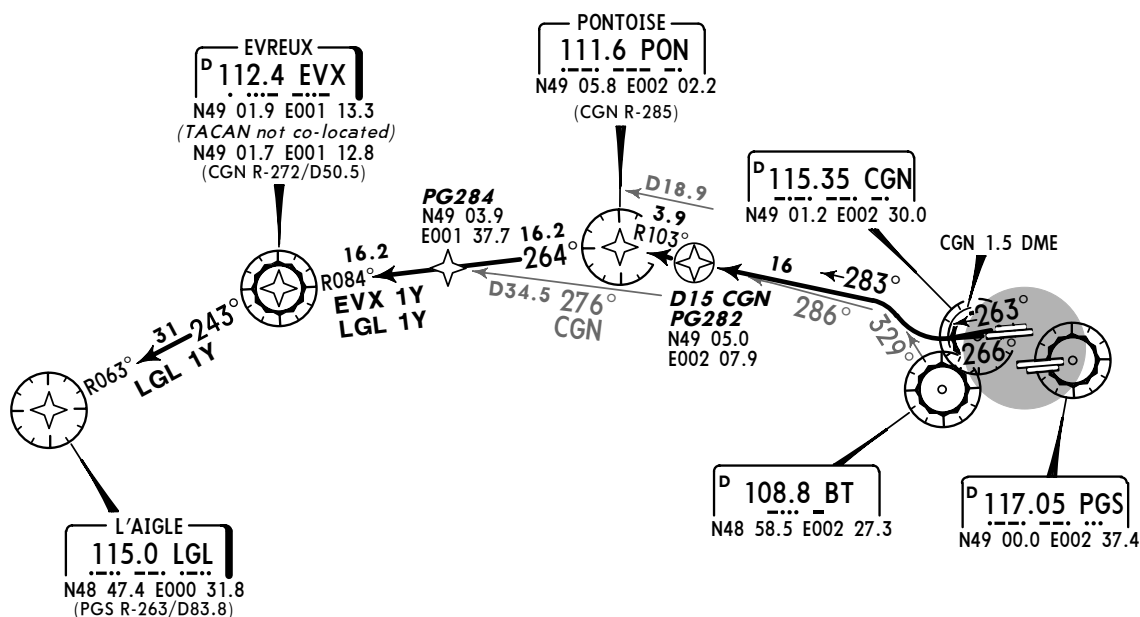 EVREUX
D 112.4 EVX
N49 01.9 E001 13.3
(TACAN not co-located)
N49 01.7 E001 12.8
(CGN R-272/D50.5)
PONTOISE
111.6 PON
N49 05.8 E002 02.2
(CGN R-285)
D 115.35 CGN
N49 01.2 E002 30.0
CGN 1.5 DME
PG284
N49 03.9
E001 37.7
D18.9
3.9
R103°
16.2
264°
16
283°
263°
266°
286°
329°
D15 CGN
PG282
N49 05.0
E002 07.9
D34.5 276°
CGN
16.2
R084°
EVX 1Y
LGL 1Y
31
243°
R063°
LGL 1Y
D 108.8 BT
N48 58.5 E002 27.3
D 117.05 PGS
N49 00.0 E002 37.4
L'AIGLE
115.0 LGL
N48 47.4 E000 31.8
(PGS R-263/D83.8)